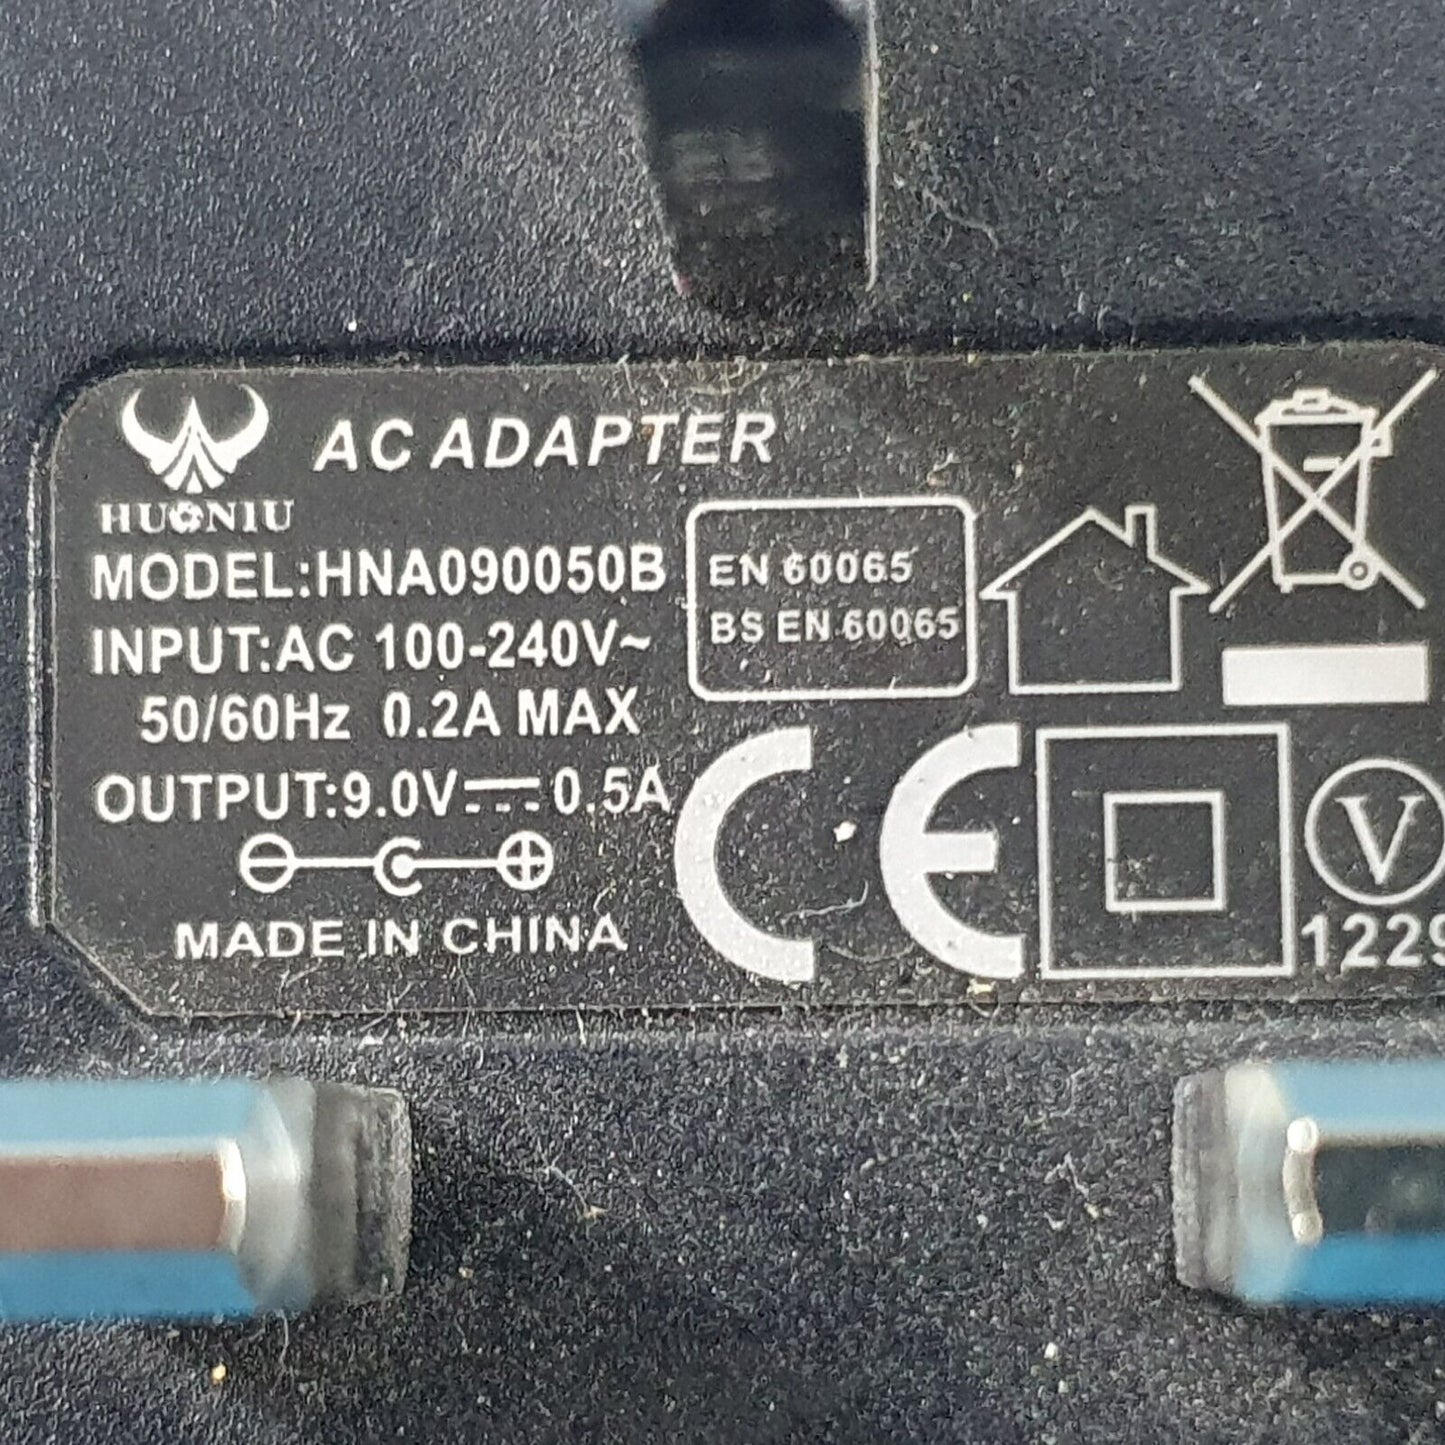 AC ADAPTER
HUONIU
MODEL:HNA090050B
INPUT:AC 100-240V~
50/60Hz 0.2A MAX
OUTPUT:9.0V⎓0.5A
MADE IN CHINA
EN 60065
BS EN 60065
CE
V
1229